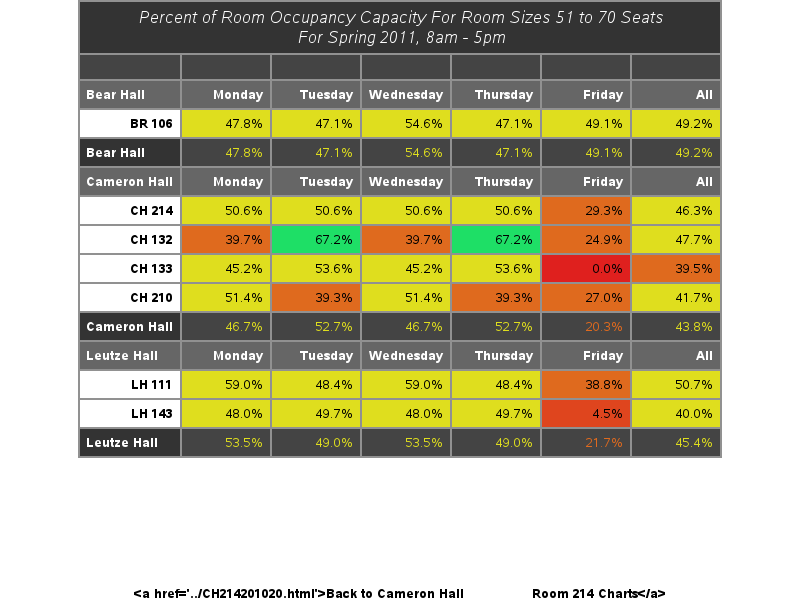 Percent of Room Occupancy Capacity For Room Sizes 51 to 70 Seats
For Spring 2011, 8am - 5pm
Bear Hall Monday Tuesday Wednesday Thursday Friday All
BR 106 47.8% 47.1% 54.6% 47.1% 49.1% 49.2%
Bear Hall 47.8% 47.1% 54.6% 47.1% 49.1% 49.2%
Cameron Hall Monday Tuesday Wednesday Thursday Friday All
CH 214 50.6% 50.6% 50.6% 50.6% 29.3% 46.3%
CH 132 39.7% 67.2% 39.7% 67.2% 24.9% 47.7%
CH 133 45.2% 53.6% 45.2% 53.6% 0.0% 39.5%
CH 210 51.4% 39.3% 51.4% 39.3% 27.0% 41.7%
Cameron Hall 46.7% 52.7% 46.7% 52.7% 20.3% 43.8%
Leutze Hall Monday Tuesday Wednesday Thursday Friday All
LH 111 59.0% 48.4% 59.0% 48.4% 38.8% 50.7%
LH 143 48.0% 49.7% 48.0% 49.7% 4.5% 40.0%
Leutze Hall 53.5% 49.0% 53.5% 49.0% 21.7% 45.4%
<a href='../CH214201020.html'>Back to Cameron Hall Room 214 Charts</a>